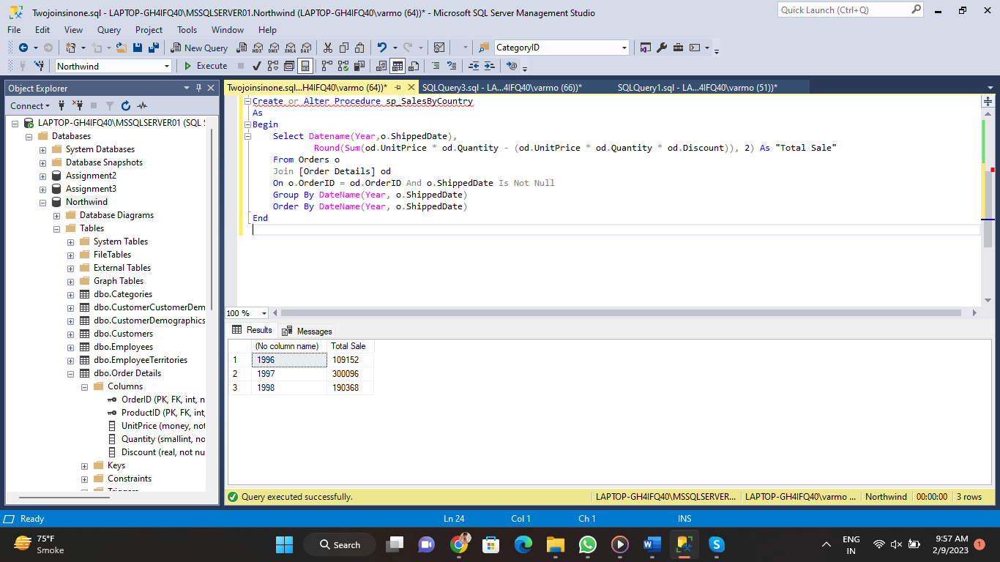 Twojoinsinone.sql - LAPTOP-GH4IFQ40\MSSQLSERVER01.Northwind (LAPTOP-GH4IFQ40\varmo (64))* - Microsoft SQL Server Management Studio
Quick Launch (Ctrl+Q)
File Edit View Query Project Tools Window Help
New Query MDX DMX XMLA DAX CategoryID
Northwind Execute
Object Explorer
Twojoinsinone.sql...H4IFQ40\varmo (64))* SQLQuery3.sql - LA...4IFQ40\varmo (66))* SQLQuery1.sql - LA...4IFQ40\varmo (51))*
Connect
LAPTOP-GH4IFQ40\MSSQLSERVER01 (SQL S
Databases
System Databases
Database Snapshots
Assignment2
Assignment3
Northwind
Database Diagrams
Tables
System Tables
FileTables
External Tables
Graph Tables
dbo.Categories
dbo.CustomerCustomerDem
dbo.CustomerDemographics
dbo.Customers
dbo.Employees
dbo.EmployeeTerritories
dbo.Order Details
Columns
OrderID (PK, FK, int, n
ProductID (PK, FK, int,
UnitPrice (money, not
Quantity (smallint, no
Discount (real, not nu
Keys
Constraints
Triggers
Create or Alter Procedure sp_SalesByCountry
As
Begin
Select Datename(Year,o.ShippedDate),
Round(Sum(od.UnitPrice * od.Quantity - (od.UnitPrice * od.Quantity * od.Discount)), 2) As "Total Sale"
From Orders o
Join [Order Details] od
On o.OrderID = od.OrderID And o.ShippedDate Is Not Null
Group By DateName(Year, o.ShippedDate)
Order By DateName(Year, o.ShippedDate)
End
100 %
Results Messages
(No column name) Total Sale
1 1996 109152
2 1997 300096
3 1998 190368
Query executed successfully. LAPTOP-GH4IFQ40\MSSQLSERVER... LAPTOP-GH4IFQ40\varmo ... Northwind 00:00:00 3 rows
Ready Ln 24 Col 1 Ch 1 INS
75°F
Smoke
Search
ENG
IN
9:57 AM
2/9/2023
1